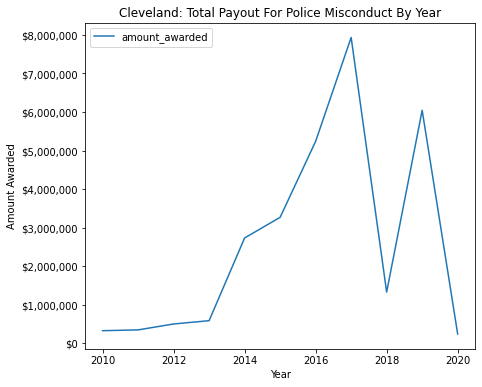 Cleveland: Total Payout For Police Misconduct By Year
amount_awarded
$8,000,000
$7,000,000
$6,000,000
$5,000,000
$4,000,000
$3,000,000
$2,000,000
$1,000,000
$0
Amount Awarded
2010 2012 2014 2016 2018 2020
Year